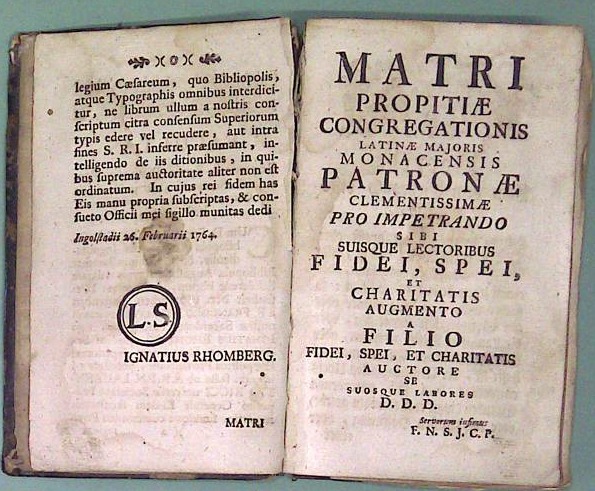 legium Cæsareum, quo Bibliopolis,
atque Typographis omnibus interdici-
tur, ne librum ullum a nostris con-
scriptum citra consensum Superiorum
typis edere vel recudere, aut intra
fines S. R. I. inferre præsumant, in-
telligendo de iis ditionibus, in qui-
bus suprema auctoritate aliter non est
ordinatum. In cujus rei fidem has
Eis manu propria subscriptas, & con-
sueto Officii mei sigillo munitas dedi
Ingolstadii 26. Februarii 1764.
L.S.
IGNATIUS RHOMBERG.
MATRI
MATRI
PROPITIÆ
CONGREGATIONIS
LATINÆ MAJORIS
MONACENSIS
PATRONÆ
CLEMENTISSIMÆ
PRO IMPETRANDO
SIBI
SUISQUE LECTORIBUS
FIDEI, SPEI,
ET
CHARITATIS
AUGMENTO
A
FILIO
FIDEI, SPEI, ET CHARITATIS
AUCTORE
SE
SUOSQUE LABORES
D. D. D.
Servorum infimus
F. N. S. J. C. P.